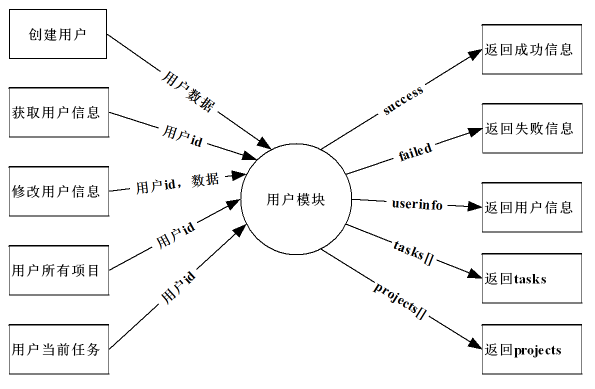 创建用户
获取用户信息
修改用户信息
用户所有项目
用户当前任务
用户数据
用户id
用户id，数据
用户id
用户id
用户模块
success
failed
userinfo
tasks[]
projects[]
返回成功信息
返回失败信息
返回用户信息
返回tasks
返回projects